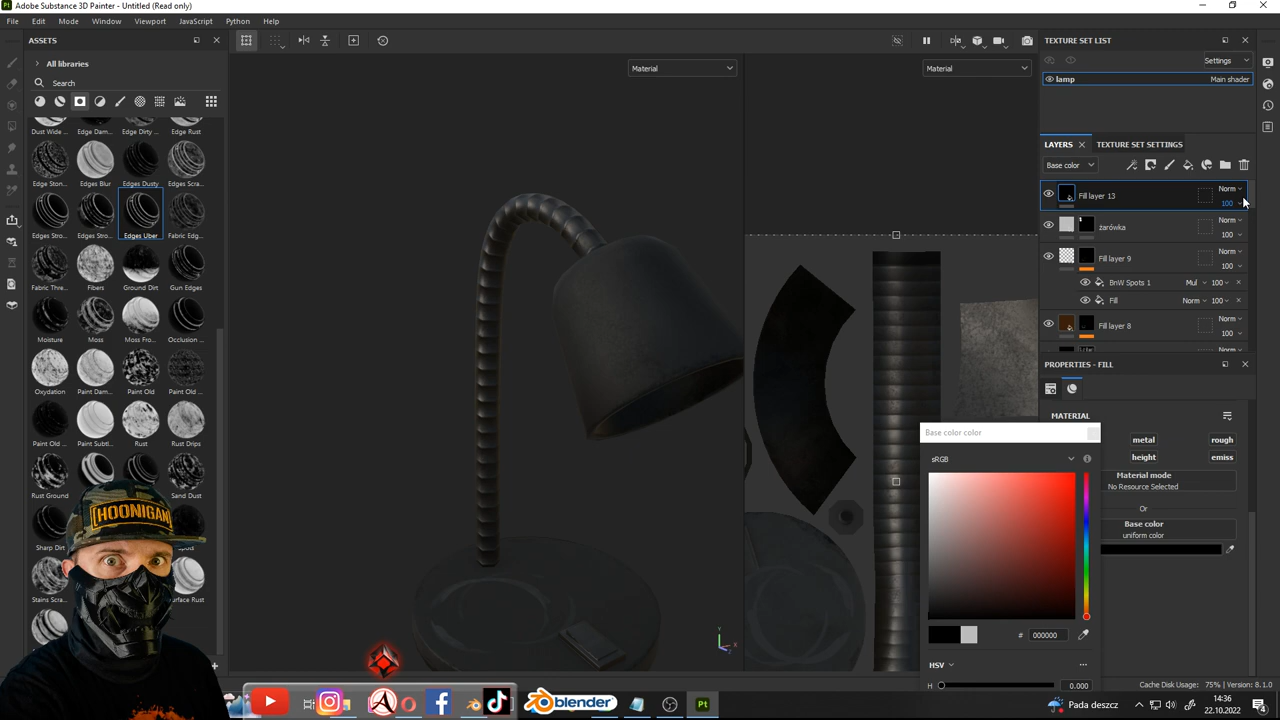 Adobe Substance 3D Painter - Untitled (Read only)
File Edit Mode Window Viewport JavaScript Python Help
ASSETS
All libraries
Search
Dust Wide ... Edge Dam... Edge Dirty ... Edge Rust
Edge Ston... Edges Blur Edges Dusty Edges Scra...
Edges Stro... Edges Stro... Edges Uber Fabric Edg...
Fabric Thre... Fibers Ground Dirt Gun Edges
Moisture Moss Moss Fro... Occlusion ...
Oxydation Paint Dam... Paint Old Paint Old ...
Paint Old ... Paint Subtl... Rust Rust Drips
Rust Ground Sand Dust
Sharp Dirt
Stains Scra... Surface Rust
HOONIGAN
Material
Material
Y
X
TEXTURE SET LIST
Settings
lamp Main shader
LAYERS TEXTURE SET SETTINGS
Base color
Fill layer 13 Norm 100
żarówka Norm 100
Fill layer 9 Norm 100
BnW Spots 1 Mul 100
Fill Norm 100
Fill layer 8 Norm 100
PROPERTIES - FILL
MATERIAL
metal rough
height emiss
Material mode
No Resource Selected
Or
Base color
uniform color
Base color color
sRGB
# 000000
HSV
H 0.000
Cache Disk Usage: 75% | Version: 8.1.0
blender
Pt
Pada deszcz
14:36
22.10.2022